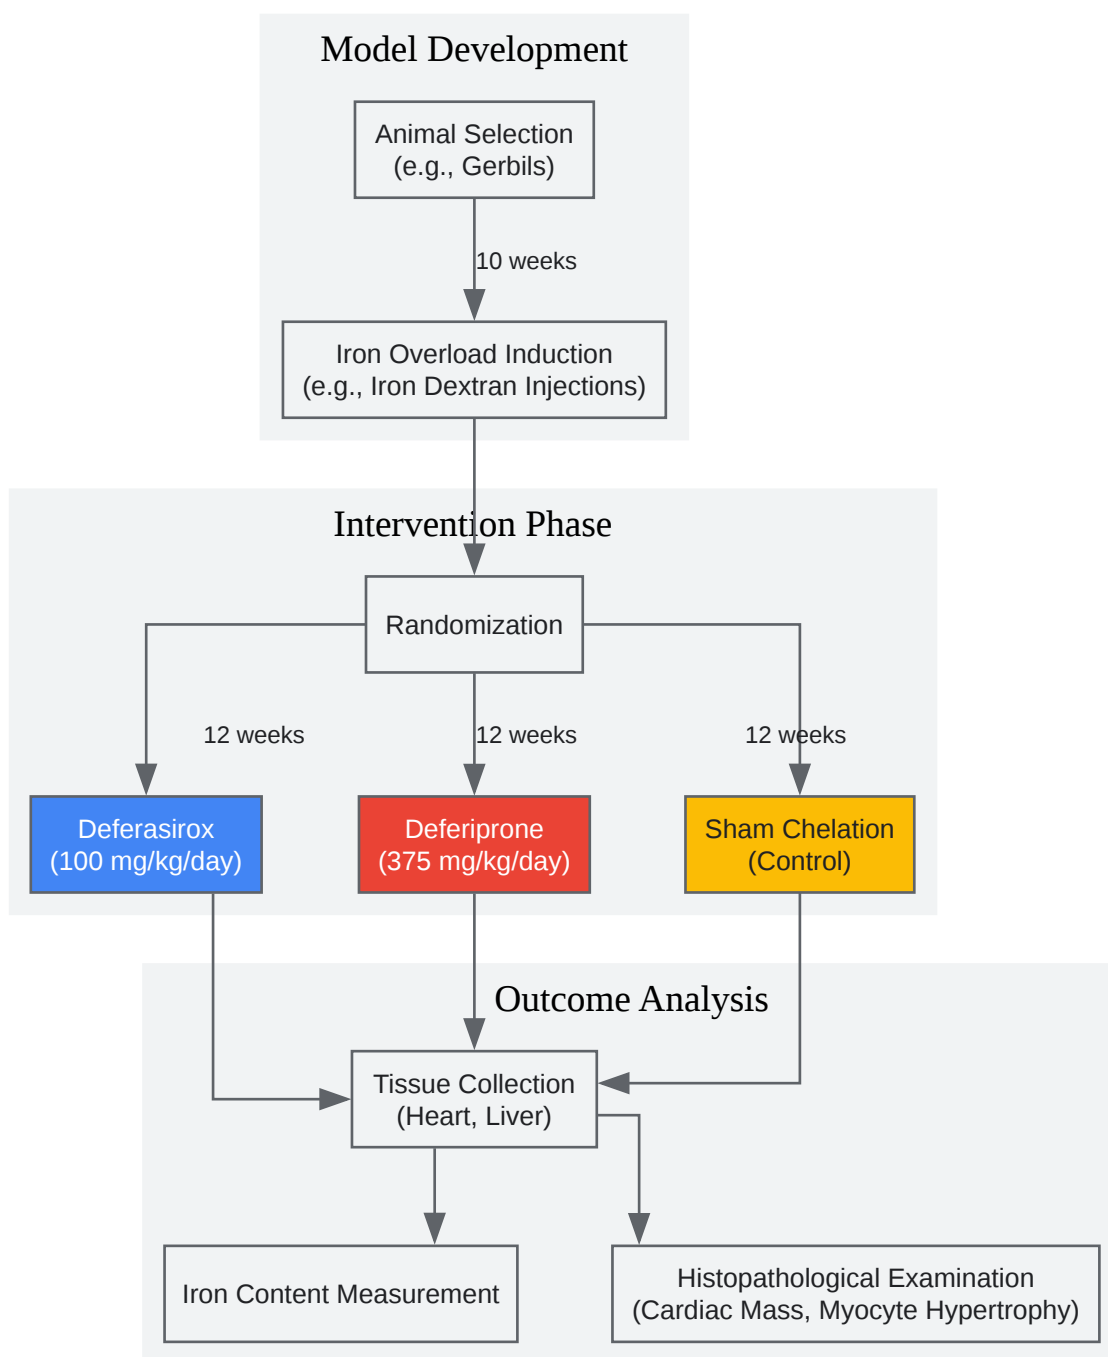 Model Development
Animal Selection
(e.g., Gerbils)
10 weeks
Iron Overload Induction
(e.g., Iron Dextran Injections)
Intervention Phase
Randomization
12 weeks
12 weeks
12 weeks
Deferasirox
(100 mg/kg/day)
Deferiprone
(375 mg/kg/day)
Sham Chelation
(Control)
Outcome Analysis
Tissue Collection
(Heart, Liver)
Iron Content Measurement
Histopathological Examination
(Cardiac Mass, Myocyte Hypertrophy)